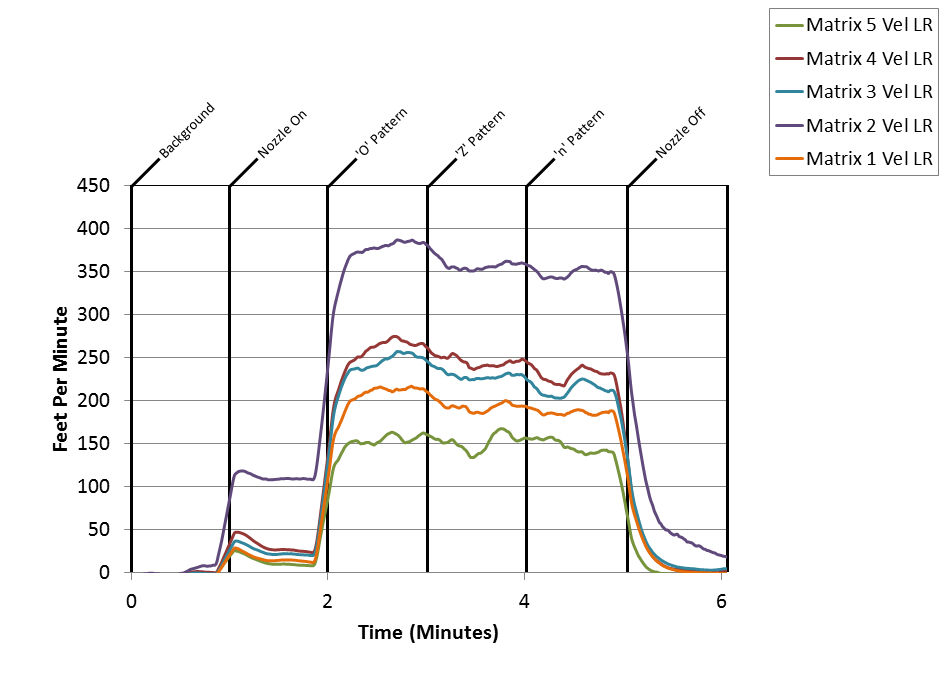 Matrix 5 Vel LR
Matrix 4 Vel LR
Matrix 3 Vel LR
Matrix 2 Vel LR
Matrix 1 Vel LR
Background
Nozzle On
'O' Pattern
'Z' Pattern
'n' Pattern
Nozzle Off
450
400
350
300
250
200
150
100
50
0
Feet Per Minute
0 2 4 6
Time (Minutes)